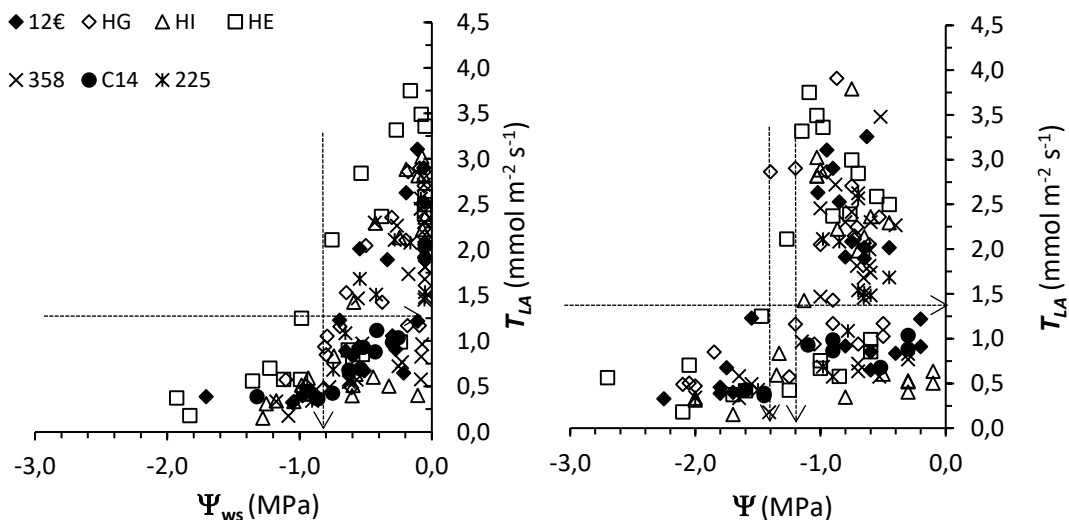 12€ HG HI HE
358 C14 225
4,5
4,0
3,5
3,0
2,5
2,0
1,5
1,0
0,5
0,0
T_LA (mmol m⁻² s⁻¹)
-3,0 -2,0 -1,0 0,0
Ψ_ws (MPa)
4,5
4,0
3,5
3,0
2,5
2,0
1,5
1,0
0,5
0,0
T_LA (mmol m⁻² s⁻¹)
-3,0 -2,0 -1,0 0,0
Ψ (MPa)